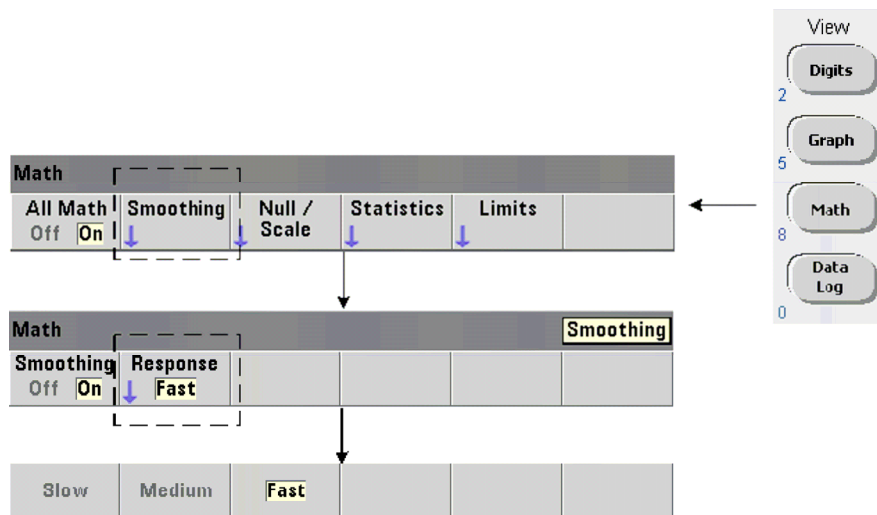 View
Digits
2
Graph
5
Math
8
Data
Log
0
Math
All Math
Off On
Smoothing
Null /
Scale
Statistics
Limits
Math
Smoothing
Smoothing
Off On
Response
Fast
Slow Medium Fast